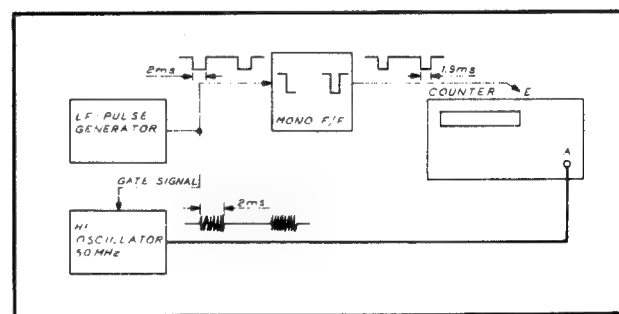 2ms
1.9ms
MONO F/F
COUNTER E
LF PULSE
GENERATOR
A
GATE SIGNAL
2ms
OSCILLATOR
50 MHz